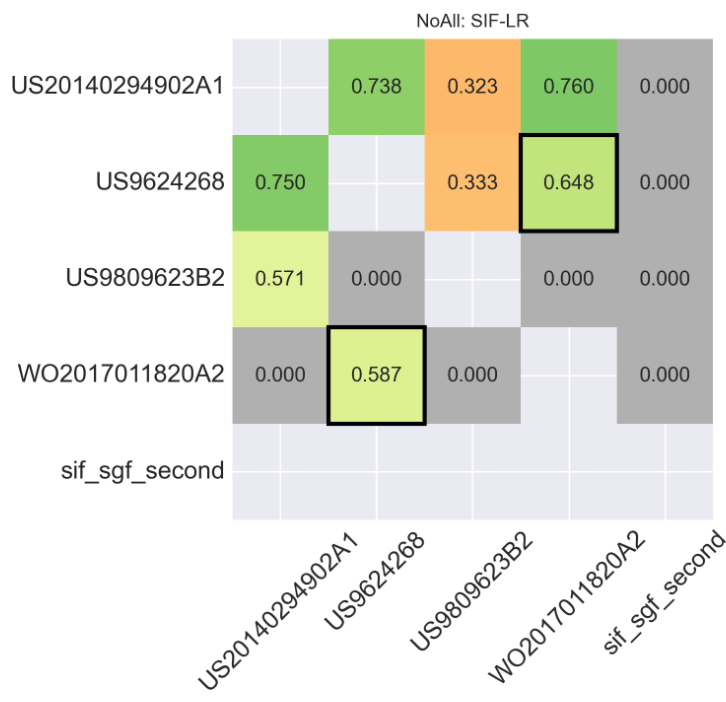 NoAll: SIF-LR
US20140294902A1 0.738 0.323 0.760 0.000
US9624268 0.750 0.333 0.648 0.000
US9809623B2 0.571 0.000 0.000 0.000
WO2017011820A2 0.000 0.587 0.000 0.000
sif_sgf_second
US20140294902A1 US9624268 US9809623B2 WO2017011820A2 sif_sgf_second